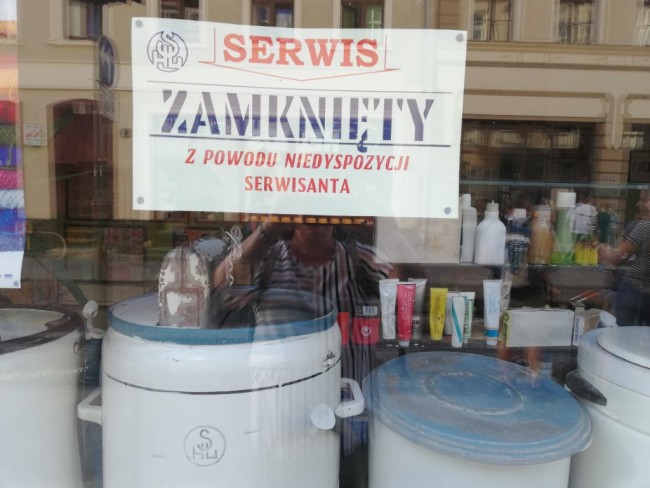 SERWIS
ZAMKNIĘTY
Z POWODU NIEDYSPOZYCJI
SERWISANTA